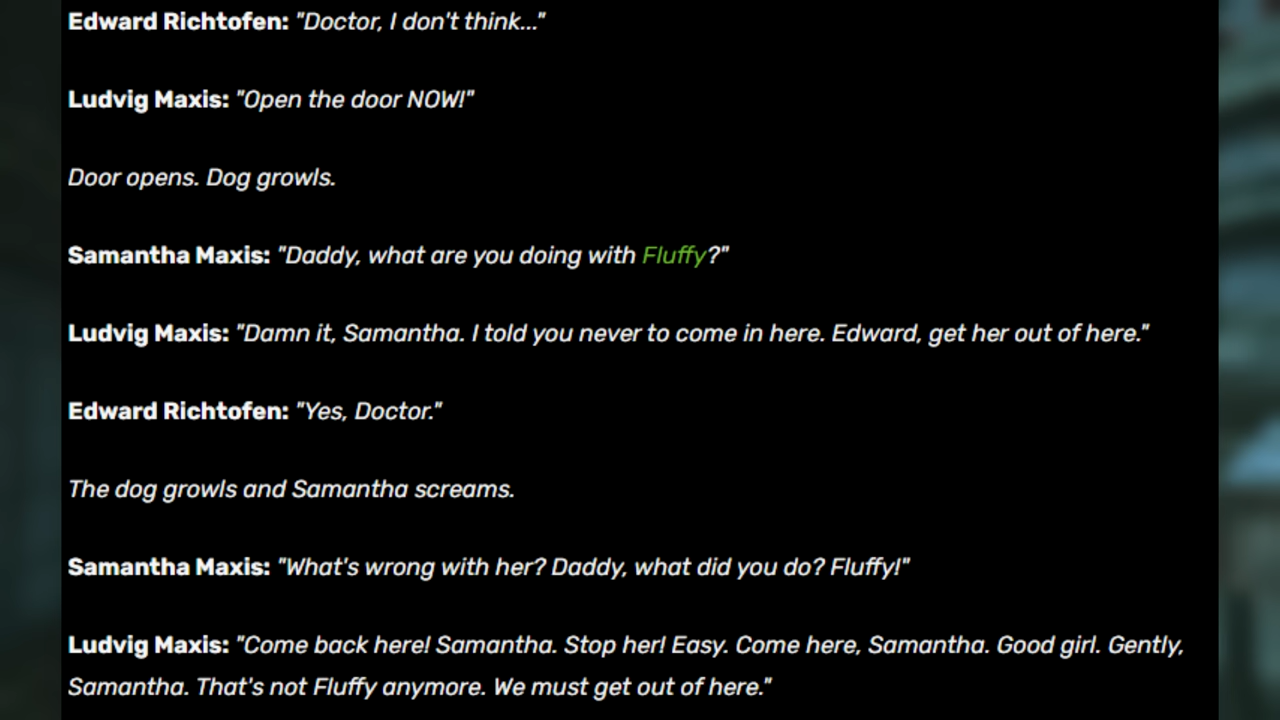 Edward Richtofen: "Doctor, I don't think..."
Ludvig Maxis: "Open the door NOW!"
Door opens. Dog growls.
Samantha Maxis: "Daddy, what are you doing with Fluffy?"
Ludvig Maxis: "Damn it, Samantha. I told you never to come in here. Edward, get her out of here."
Edward Richtofen: "Yes, Doctor."
The dog growls and Samantha screams.
Samantha Maxis: "What's wrong with her? Daddy, what did you do? Fluffy!"
Ludvig Maxis: "Come back here! Samantha. Stop her! Easy. Come here, Samantha. Good girl. Gently,
Samantha. That's not Fluffy anymore. We must get out of here."